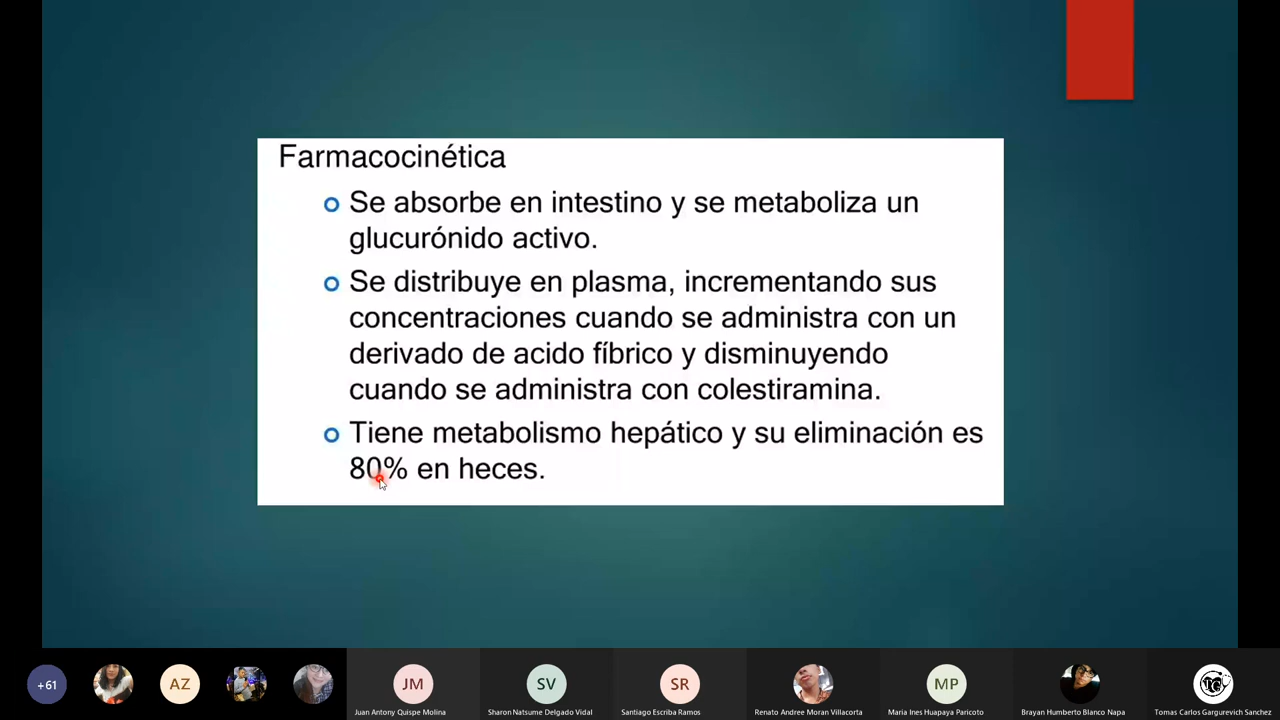 Farmacocinética
Se absorbe en intestino y se metaboliza un
glucurónido activo.
Se distribuye en plasma, incrementando sus
concentraciones cuando se administra con un
derivado de acido fíbrico y disminuyendo
cuando se administra con colestiramina.
Tiene metabolismo hepático y su eliminación es
80% en heces.
+61
AZ
JM
SV
SR
MP
Juan Antony Quispe Molina
Sharon Natsume Delgado Vidal
Santiago Escriba Ramos
Renato Andree Moran Villacorta
Maria Ines Huapaya Paricoto
Brayan Humberto Blanco Napa
Tomas Carlos Gargurevich Sanchez